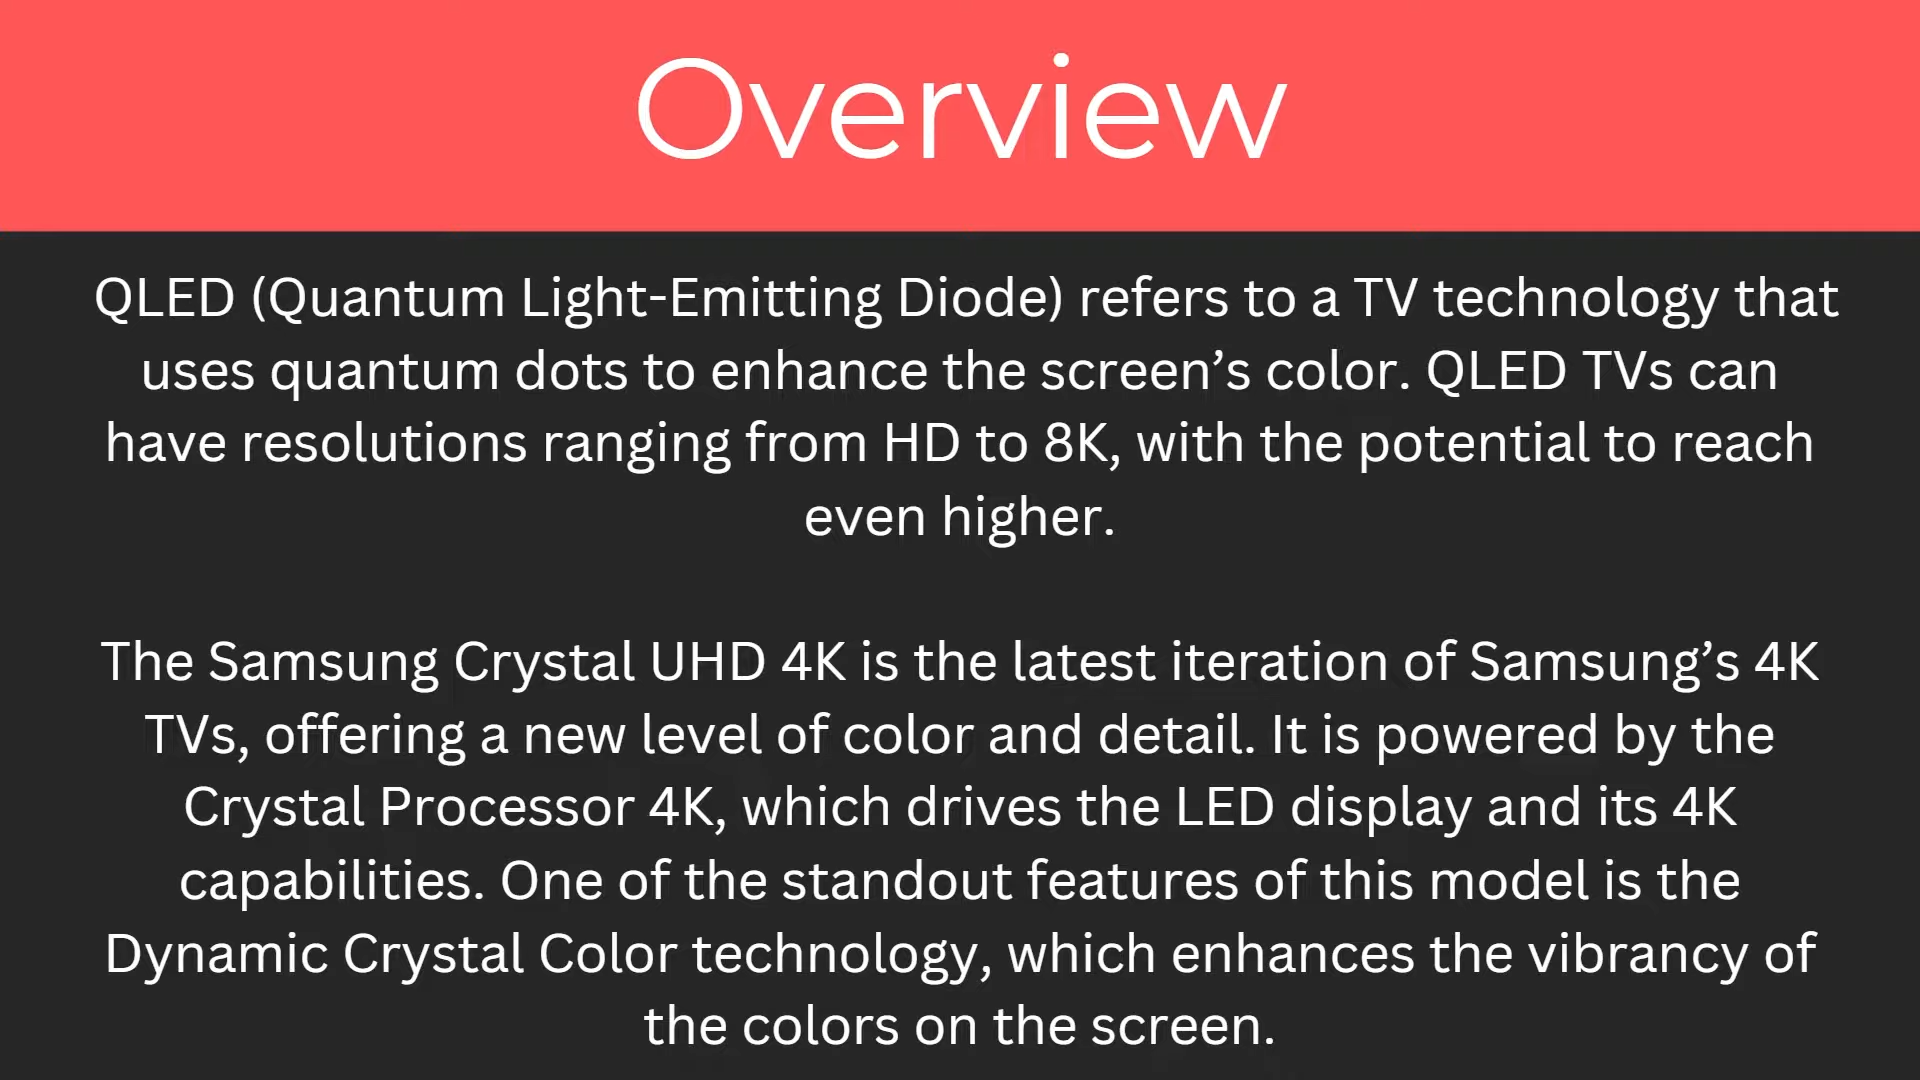 Overview
QLED (Quantum Light-Emitting Diode) refers to a TV technology that
uses quantum dots to enhance the screen’s color. QLED TVs can
have resolutions ranging from HD to 8K, with the potential to reach
even higher.
The Samsung Crystal UHD 4K is the latest iteration of Samsung’s 4K
TVs, offering a new level of color and detail. It is powered by the
Crystal Processor 4K, which drives the LED display and its 4K
capabilities. One of the standout features of this model is the
Dynamic Crystal Color technology, which enhances the vibrancy of
the colors on the screen.